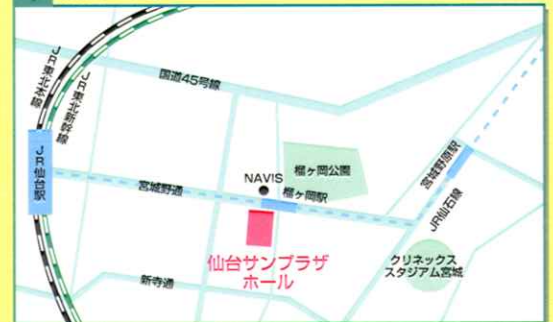 JR東北本線
JR東北新幹線
国道45号線
JR仙台駅
宮城野通
NAVIS
榴ヶ岡公園
榴ヶ岡駅
宮城野原駅
JR仙石線
仙台サンプラザ
ホール
クリネックス
スタジアム宮城
新寺通